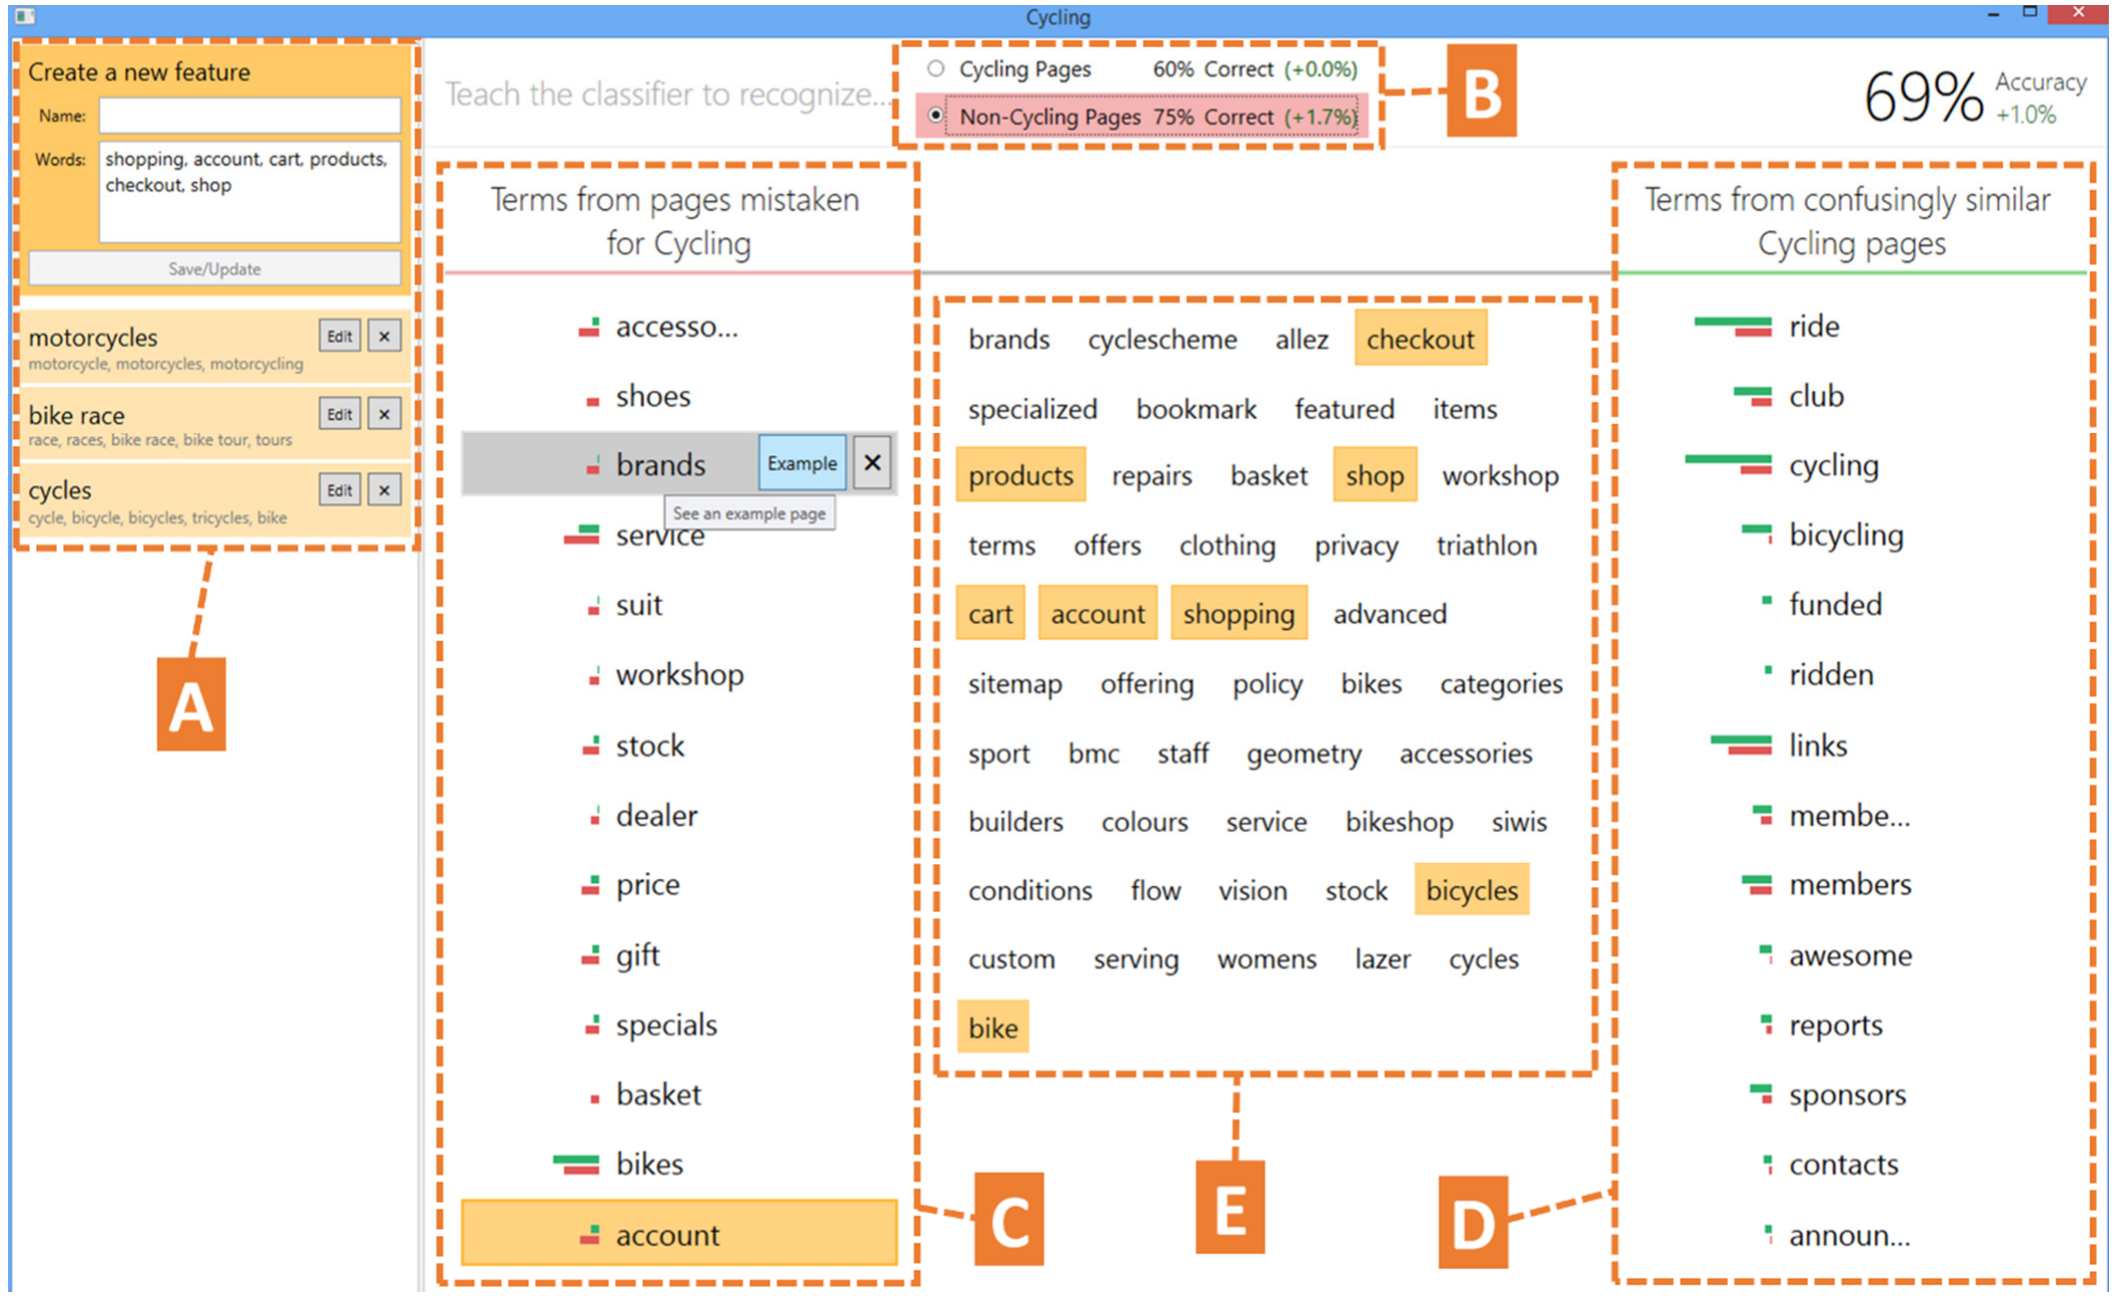 Cycling
Create a new feature
Name:
Words: shopping, account, cart, products,
checkout, shop
Save/Update
motorcycles Edit ×
motorcycle, motorcycles, motorcycling
bike race Edit ×
race, races, bike race, bike tour, tours
cycles Edit ×
cycle, bicycle, bicycles, tricycles, bike
A
Teach the classifier to recognize...
Cycling Pages 60% Correct (+0.0%)
Non-Cycling Pages 75% Correct (+1.7%)
B
69% Accuracy
+1.0%
Terms from pages mistaken
for Cycling
accesso...
shoes
brands Example ×
See an example page
service
suit
workshop
stock
dealer
price
gift
specials
basket
bikes
account
C
brands cyclescheme allez checkout
specialized bookmark featured items
products repairs basket shop workshop
terms offers clothing privacy triathlon
cart account shopping advanced
sitemap offering policy bikes categories
sport bmc staff geometry accessories
builders colours service bikeshop siwis
conditions flow vision stock bicycles
custom serving womens lazer cycles
bike
E
Terms from confusingly similar
Cycling pages
ride
club
cycling
bicycling
funded
ridden
links
membe...
members
awesome
reports
sponsors
contacts
announ...
D